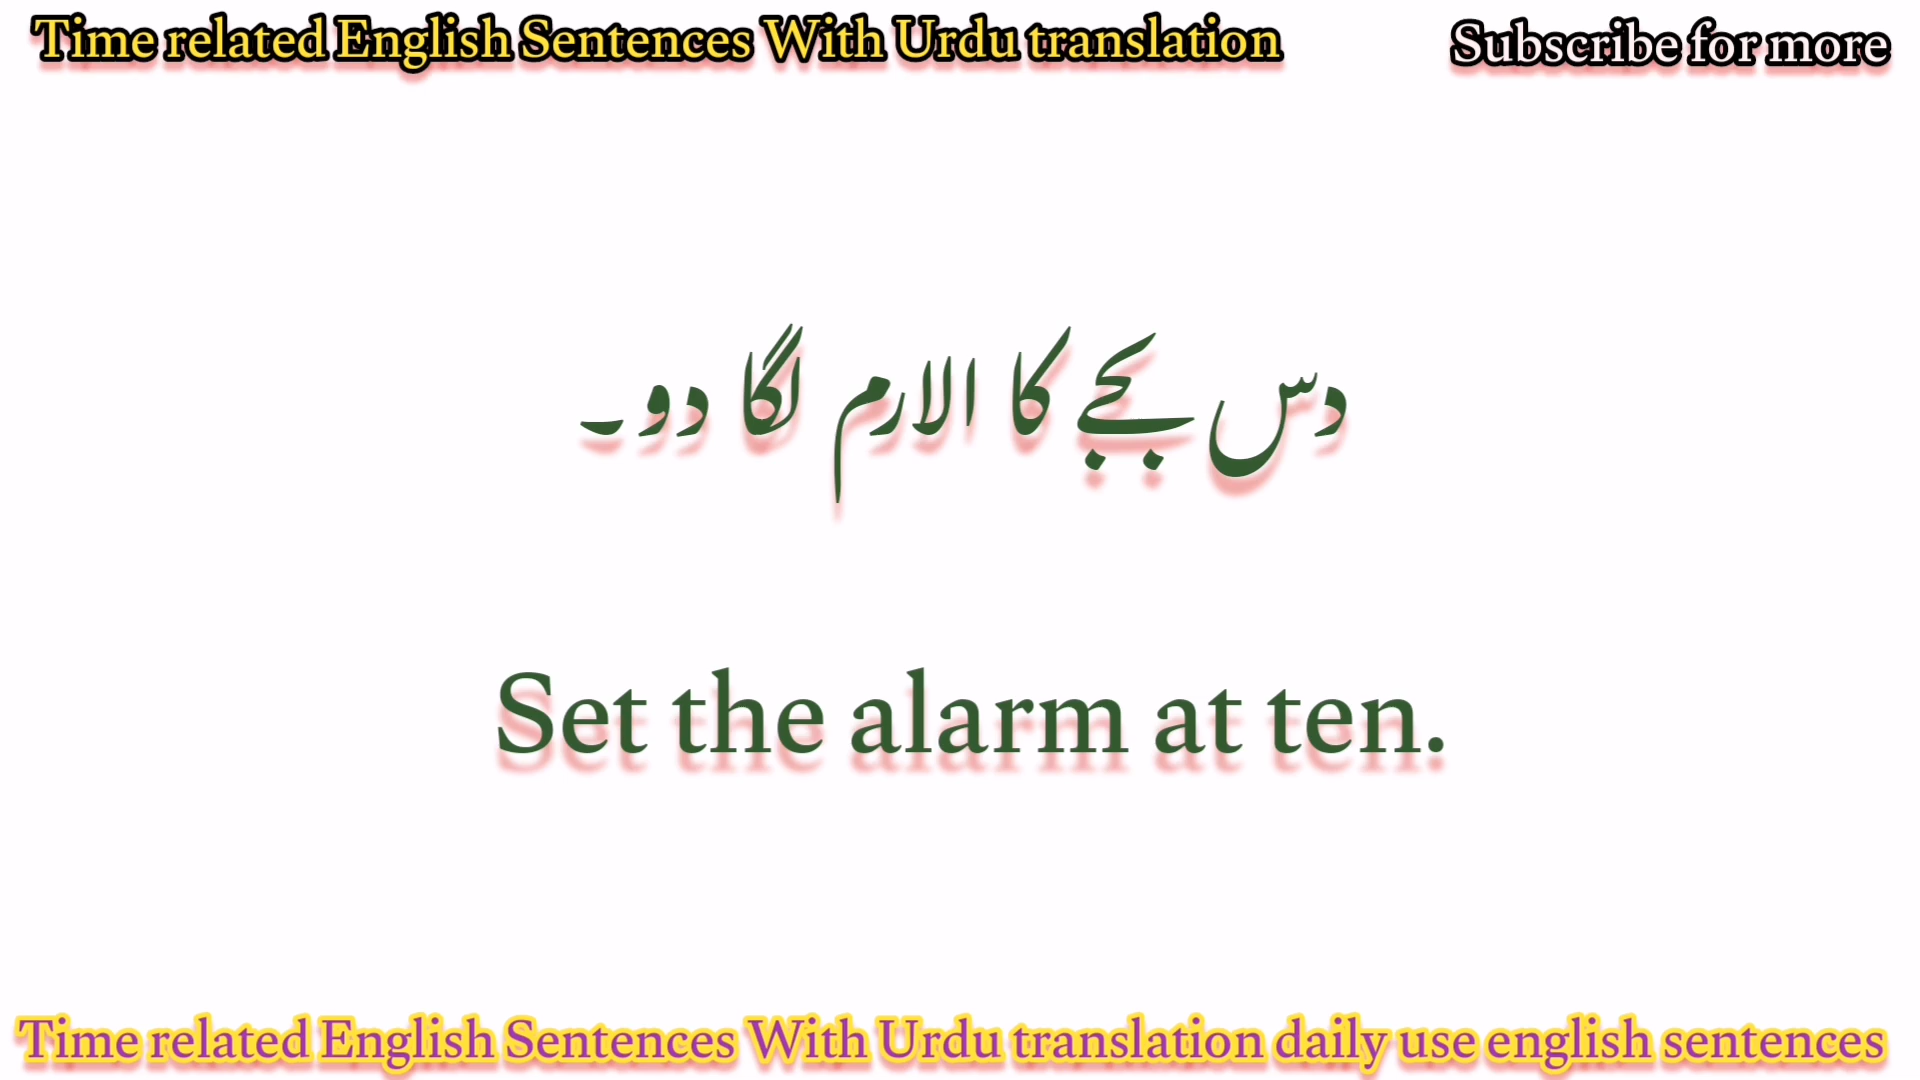 Time related English Sentences With Urdu translation
Subscribe for more
دس بجے کا الارم لگا دو۔
Set the alarm at ten.
Time related English Sentences With Urdu translation daily use english sentences